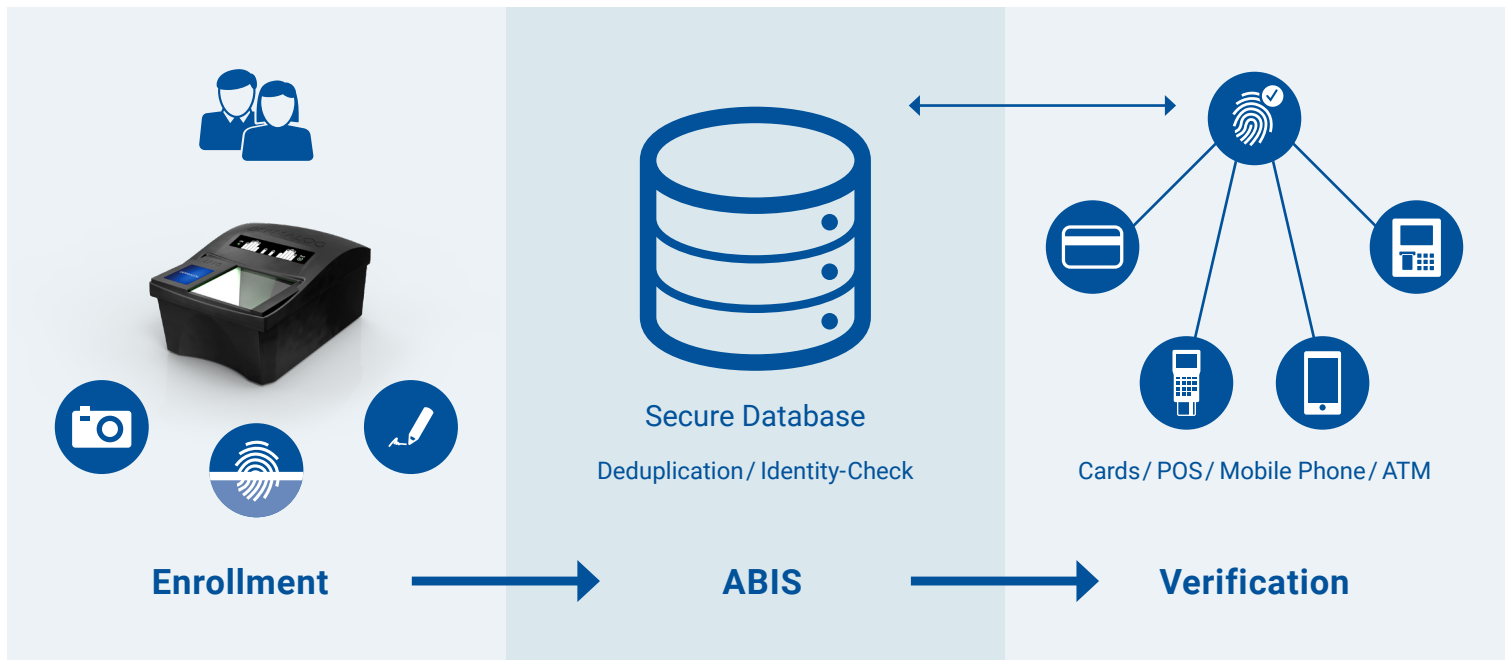 Secure Database
Deduplication / Identity-Check
Cards / POS / Mobile Phone / ATM
Enrollment
ABIS
Verification